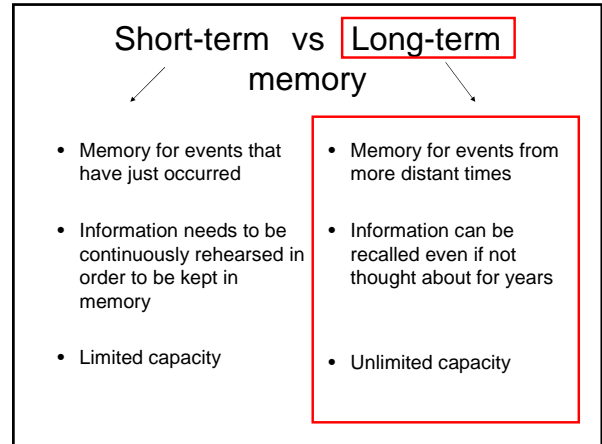 Short-term vs Long-term
memory
• Memory for events that
have just occurred
• Information needs to be
continuously rehearsed in
order to be kept in
memory
• Limited capacity
• Memory for events from
more distant times
• Information can be
recalled even if not
thought about for years
• Unlimited capacity